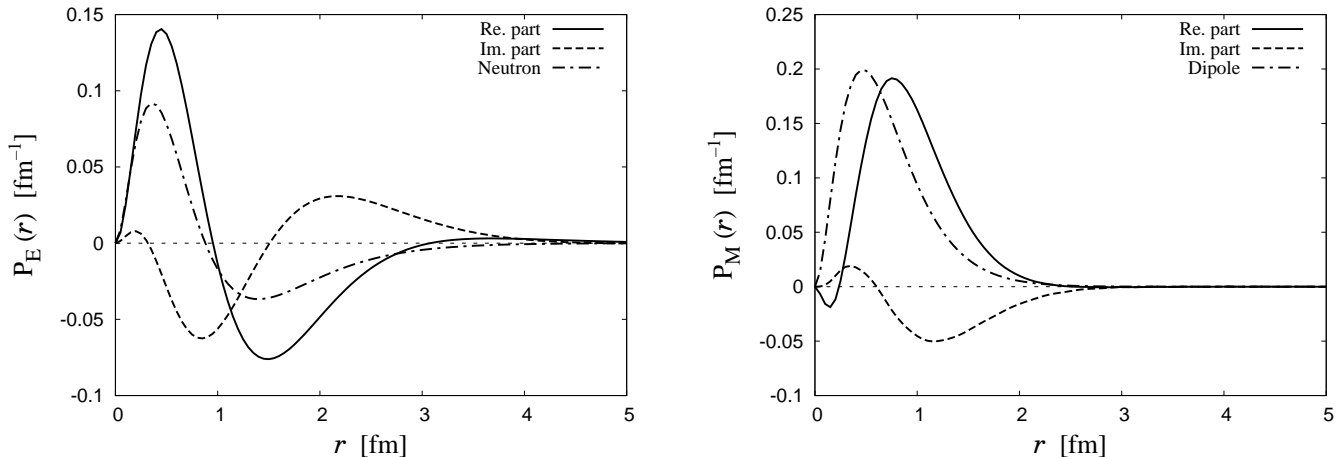 Re. part
Im. part
Neutron
P_E(r) [fm⁻¹]
0.15
0.1
0.05
0
-0.05
-0.1
0 1 2 3 4 5
r [fm]
Re. part
Im. part
Dipole
P_M(r) [fm⁻¹]
0.25
0.2
0.15
0.1
0.05
0
-0.05
0.1
0 1 2 3 4 5
r [fm]